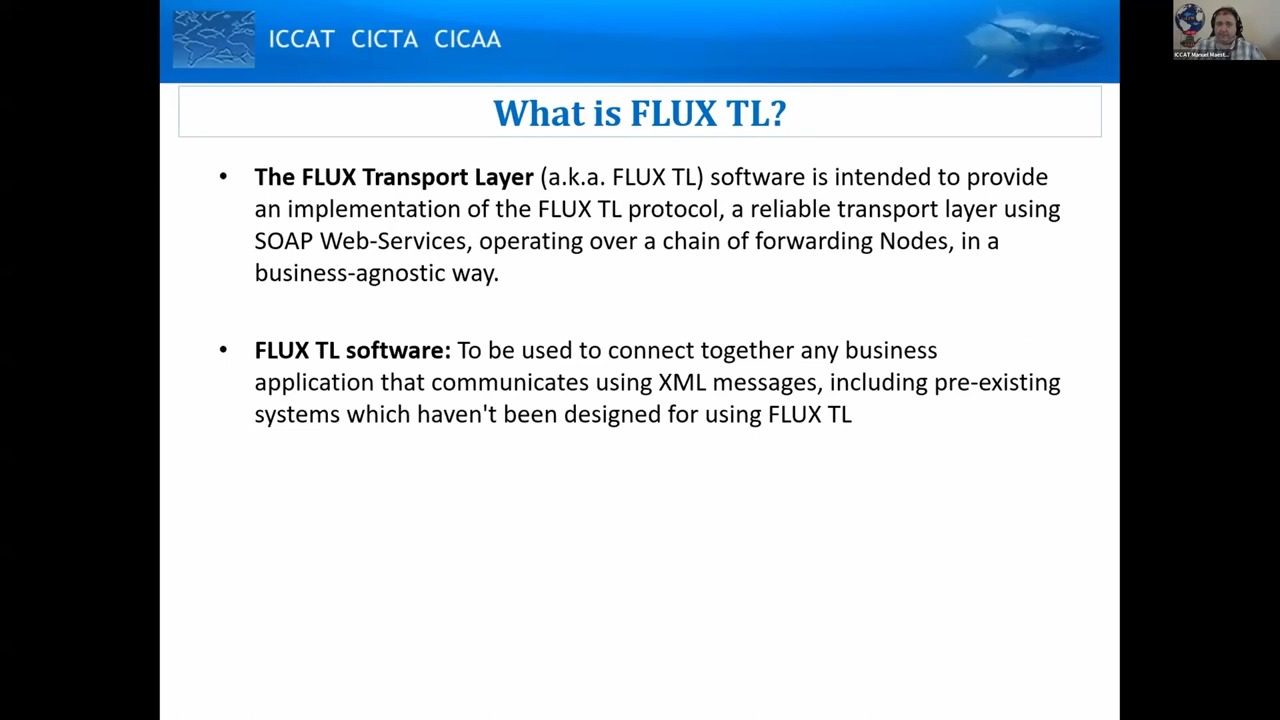 ICCAT CICTA CICAA
ICCAT Manuel Maest...
What is FLUX TL?
• The FLUX Transport Layer (a.k.a. FLUX TL) software is intended to provide
an implementation of the FLUX TL protocol, a reliable transport layer using
SOAP Web-Services, operating over a chain of forwarding Nodes, in a
business-agnostic way.
• FLUX TL software: To be used to connect together any business
application that communicates using XML messages, including pre-existing
systems which haven't been designed for using FLUX TL